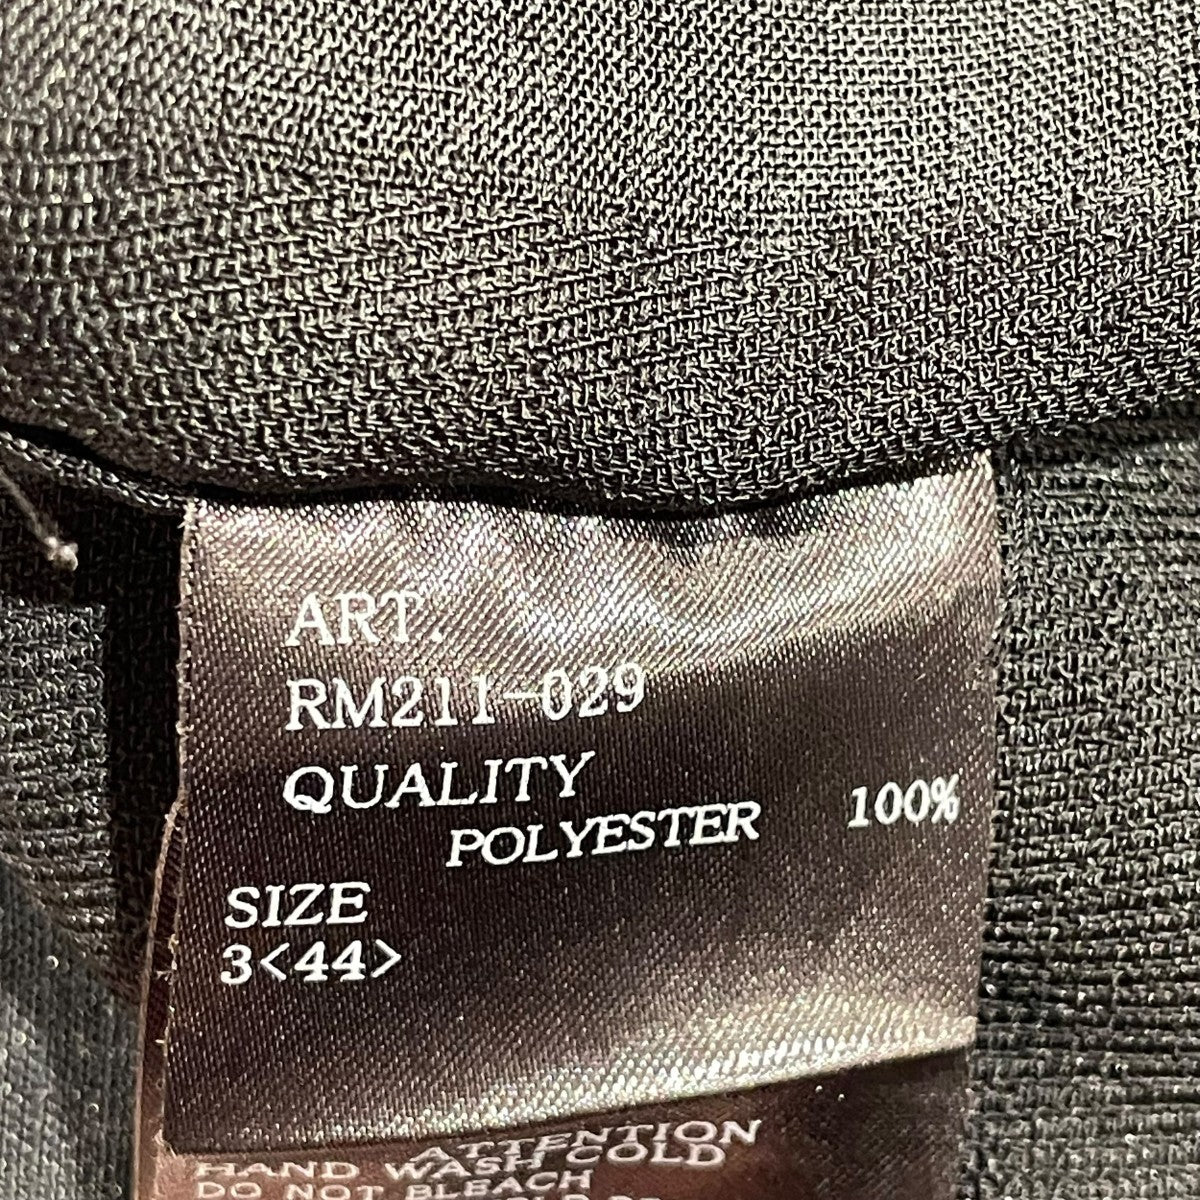 ART.
RM211-029
QUALITY
POLYESTER 100%
SIZE
3<44>
ATTENTION
HAND WASH COLD
DO NOT BLEACH